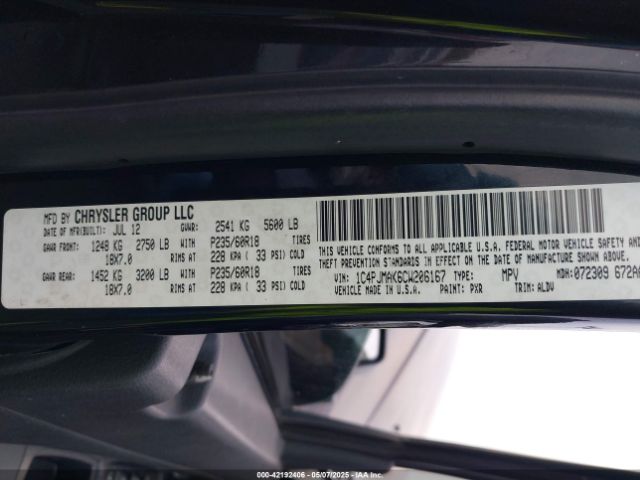 MFD BY CHRYSLER GROUP LLC
DATE OF MFR(BUILT): JUL 12 GVWR: 2541 KG 5600 LB
GAWR FRONT: 1248 KG 2750 LB WITH P235/60R18 TIRES
18X7.0 RIMS AT 228 KPA ( 33 PSI) COLD
GAWR REAR: 1452 KG 3200 LB WITH P235/60R18 TIRES
18X7.0 RIMS AT 228 KPA ( 33 PSI) COLD
THIS VEHICLE CONFORMS TO ALL APPLICABLE U.S.A. FEDERAL MOTOR VEHICLE SAFETY AND
THEFT PREVENTION STANDARDS IN EFFECT ON THE DATE OF MANUFACTURE SHOWN ABOVE.
VIN: 1C4PJMAK6CW206167 TYPE: MPV MDH: 072309 672A
VEHICLE MADE IN U.S.A. PAINT: PXR TRIM: ALDV
000-42192406 - 05/07/2025 - IAAI.COM